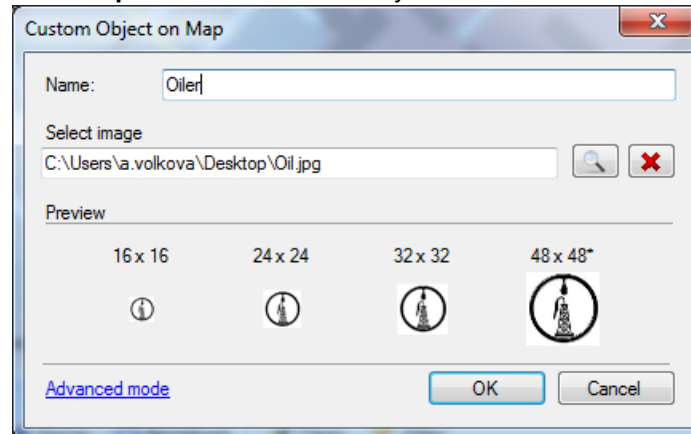 Custom Object on Map
Name: Oiler
Select image
C:\Users\a.volkova\Desktop\Oil.jpg
Preview
16 x 16 24 x 24 32 x 32 48 x 48*
Advanced mode OK Cancel